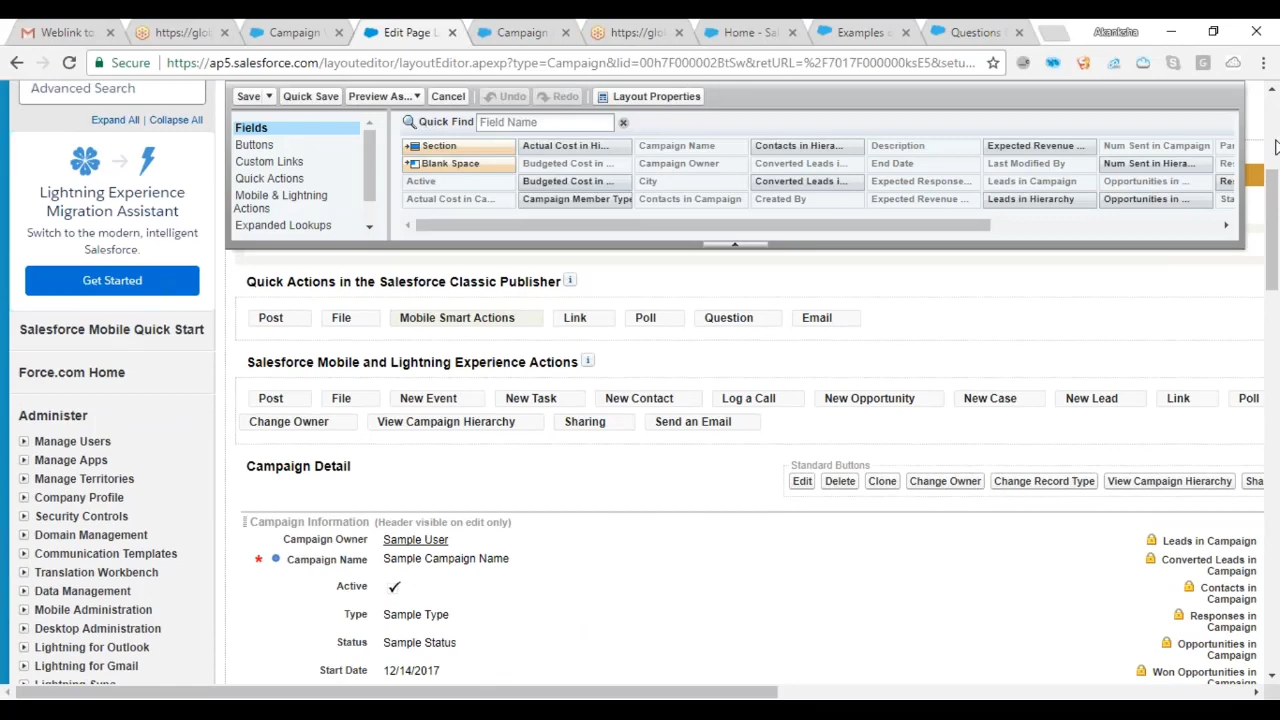 Weblink to
https://glo
Campaign
Edit Page L
Campaign
https://glo
Home - Sal
Examples
Questions
Akanksha
Secure
https://ap5.salesforce.com/layouteditor/layoutEditor.apexp?type=Campaign&lid=00h7F000002BtSw&retURL=%2F7017F000000ksE5&setu...
Advanced Search
Expand All | Collapse All
Lightning Experience
Migration Assistant
Switch to the modern, intelligent
Salesforce.
Get Started
Salesforce Mobile Quick Start
Force.com Home
Administer
Manage Users
Manage Apps
Manage Territories
Company Profile
Security Controls
Domain Management
Communication Templates
Translation Workbench
Data Management
Mobile Administration
Desktop Administration
Lightning for Outlook
Lightning for Gmail
Lightning Sync
Save
Quick Save
Preview As...
Cancel
Undo
Redo
Layout Properties
Fields
Buttons
Custom Links
Quick Actions
Mobile & Lightning
Actions
Expanded Lookups
Quick Find
Field Name
Section
Actual Cost in Hi...
Campaign Name
Contacts in Hierar...
Description
Expected Revenue ...
Num Sent in Campaign
Pa
Blank Space
Budgeted Cost in ...
Campaign Owner
Converted Leads i...
End Date
Last Modified By
Num Sent in Hiera...
Re
Active
Budgeted Cost in ...
City
Converted Leads i...
Expected Response...
Leads in Campaign
Opportunities in ...
Re
Actual Cost in Ca...
Campaign Member Type
Contacts in Campaign
Created By
Expected Revenue ...
Leads in Hierarchy
Opportunities in ...
Sta
Quick Actions in the Salesforce Classic Publisher
Post
File
Mobile Smart Actions
Link
Poll
Question
Email
Salesforce Mobile and Lightning Experience Actions
Post
File
New Event
New Task
New Contact
Log a Call
New Opportunity
New Case
New Lead
Link
Poll
Change Owner
View Campaign Hierarchy
Sharing
Send an Email
Campaign Detail
Standard Buttons
Edit
Delete
Clone
Change Owner
Change Record Type
View Campaign Hierarchy
Sha
Campaign Information (Header visible on edit only)
Campaign Owner Sample User
Campaign Name Sample Campaign Name
Active
Type Sample Type
Status Sample Status
Start Date 12/14/2017
Leads in Campaign
Converted Leads in
Campaign
Contacts in
Campaign
Responses in
Campaign
Opportunities in
Campaign
Won Opportunities in
Campaign